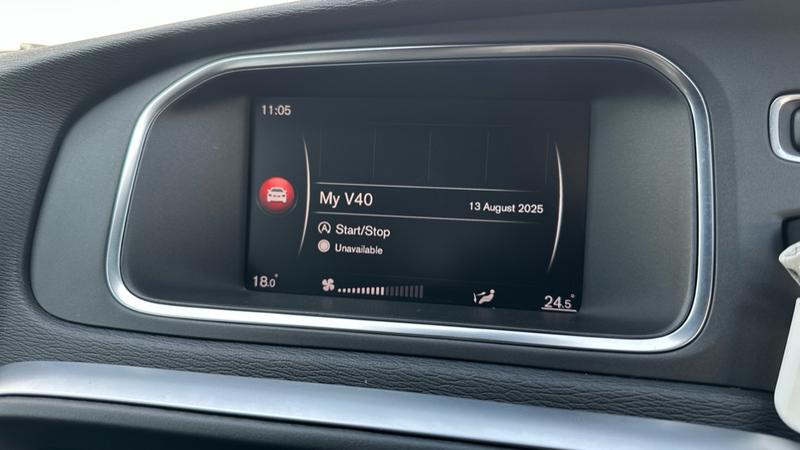 11:05
My V40
13 August 2025
Start/Stop
Unavailable
18.0°
24.5°